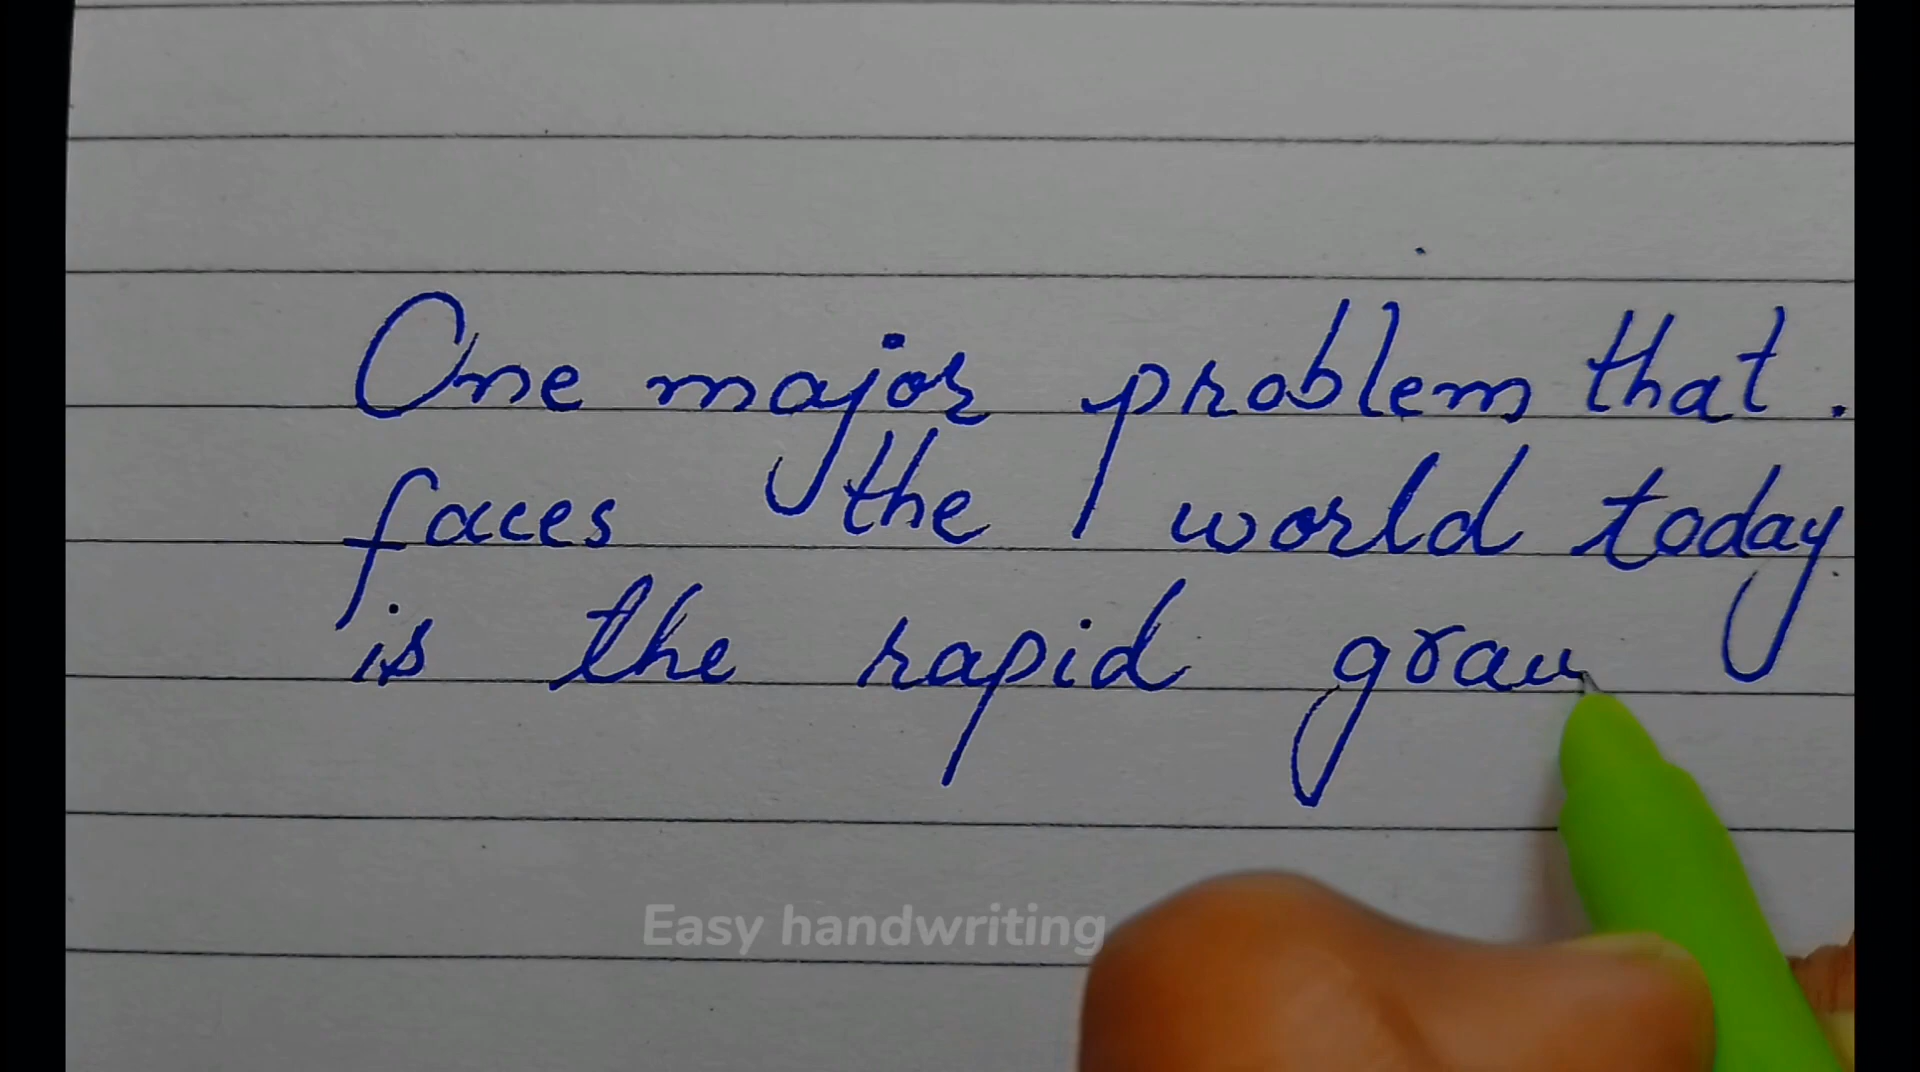 One major problem that.
faces the world today
is the rapid grow
Easy handwriting